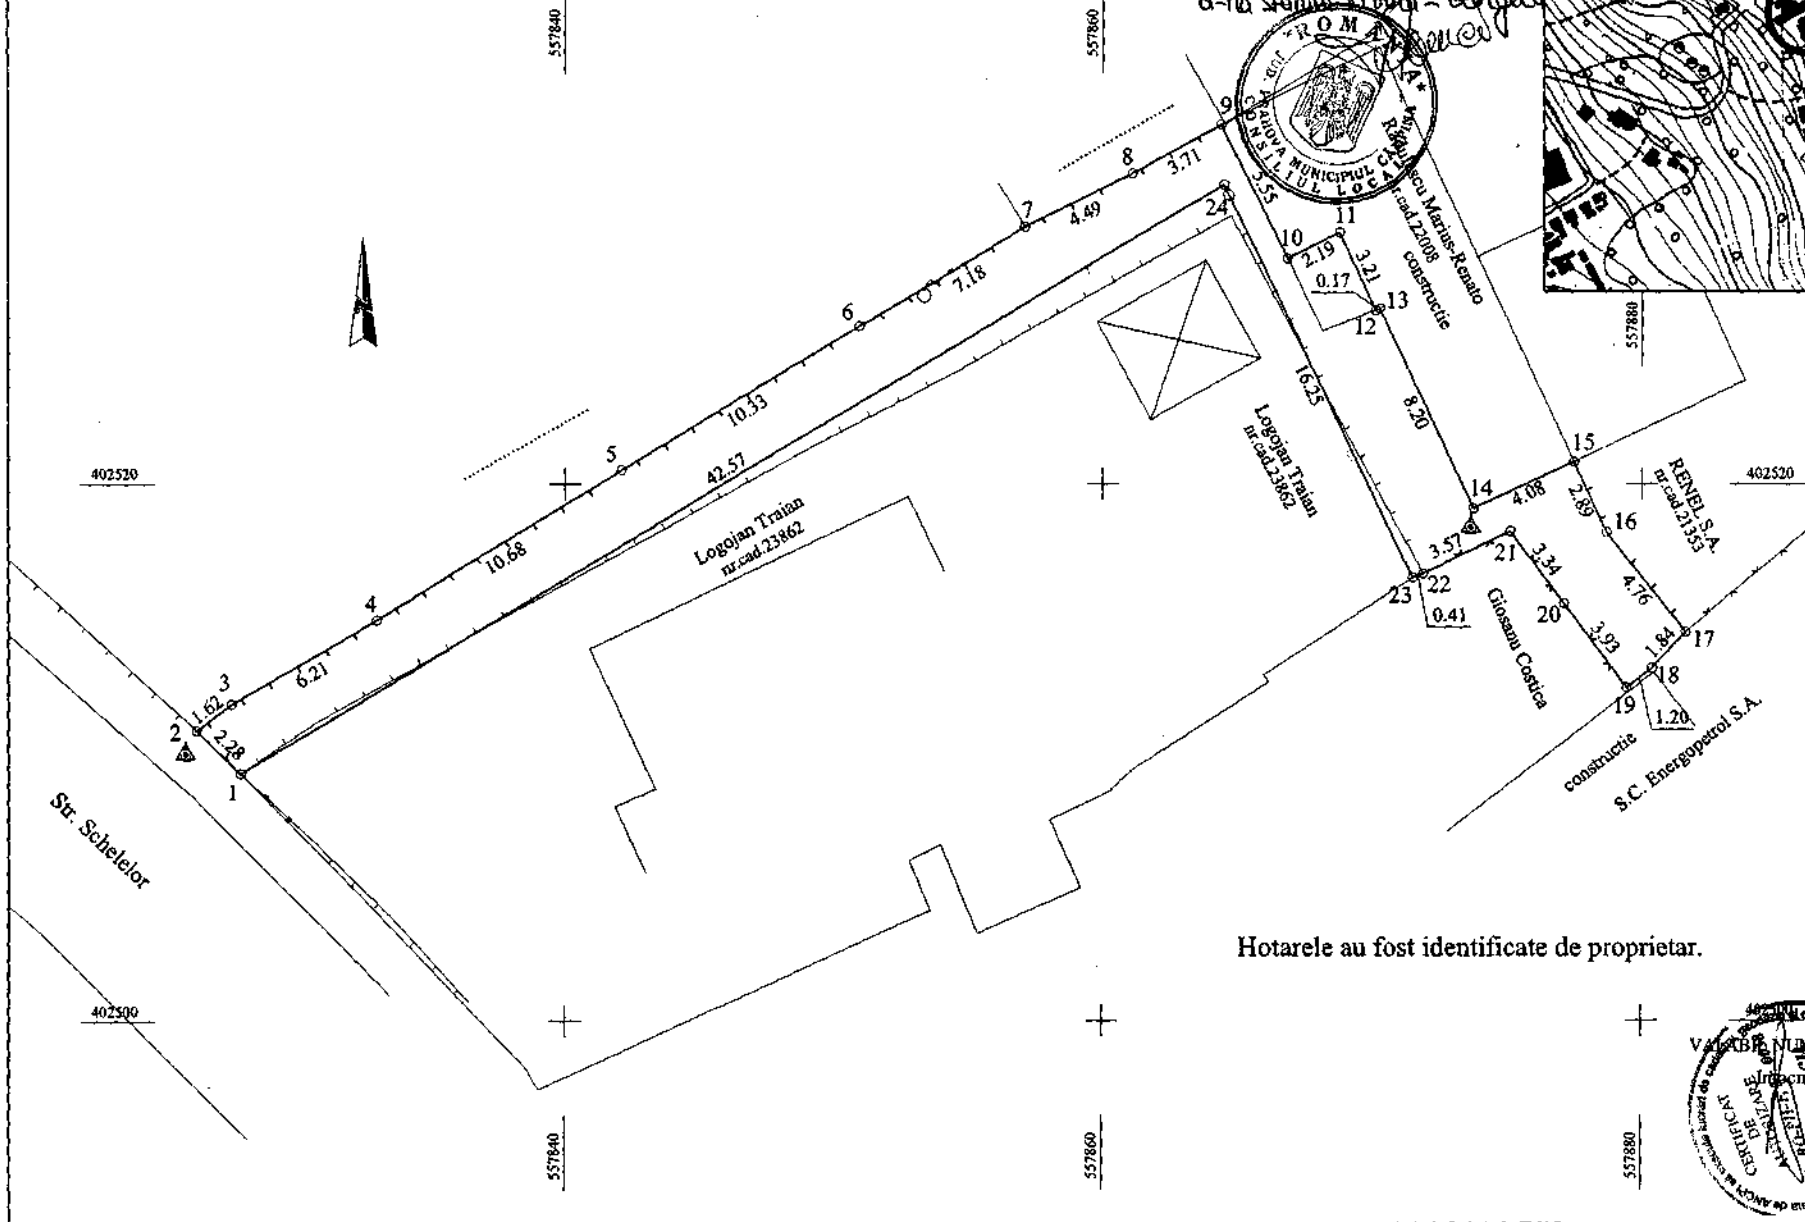 557840
557860
*ROMANIA*
JUD. PRAHOVA MUNICIPIUL CAMPINA
CONSILIUL LOCAL
9
8
3.71
5.55
7
4.49
24
11
10
2.19
3.21
0.17
13
12
Marius-Renato
nr.cad.22008
constructie
557880
7.18
6
16.25
8.20
10.33
5
402520
42.57
Logojan Traian
nr.cad.23862
Logojan Traian
nr.cad.23862
15
14
4.08
2.89
16
RENEL S.A.
nr.cad.21353
402520
10.68
3.57
21
3.34
4.76
23
22
0.41
20
Giosanu Costica
3.93
17
1.84
18
4
6.21
3
1.62
2
2.28
1
19
1.20
constructie
S.C. Energopetrol S.A.
Str. Schelelor
Hotarele au fost identificate de proprietar.
402500
402500
CERTIFICAT
DE
AUTORIZARE
557840
557860
557880